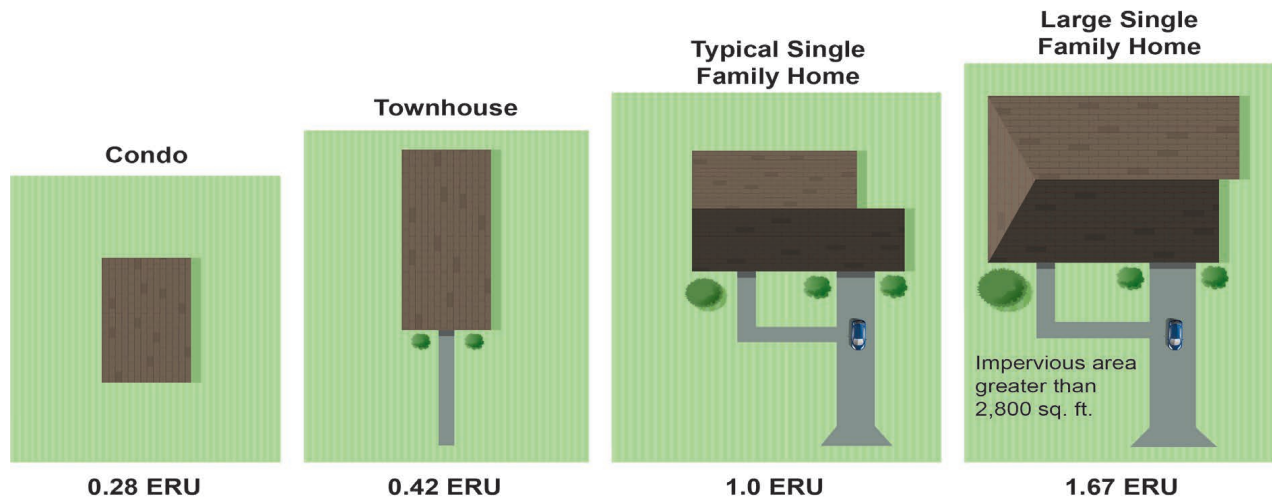 Condo
0.28 ERU
Townhouse
0.42 ERU
Typical Single
Family Home
1.0 ERU
Large Single
Family Home
Impervious area
greater than
2,800 sq. ft.
1.67 ERU